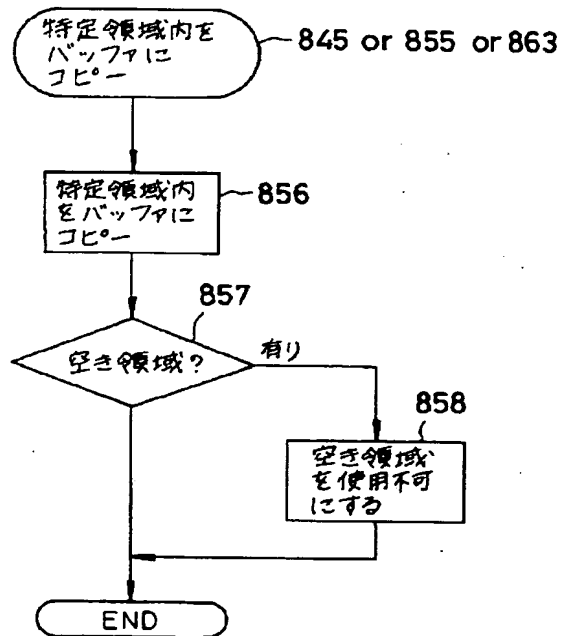 特定領域内を
バッファに
コピー
845 or 855 or 863
特定領域内
をバッファに
コピー
856
857
空き領域?
有り
858
空き領域
を使用不可
にする
END